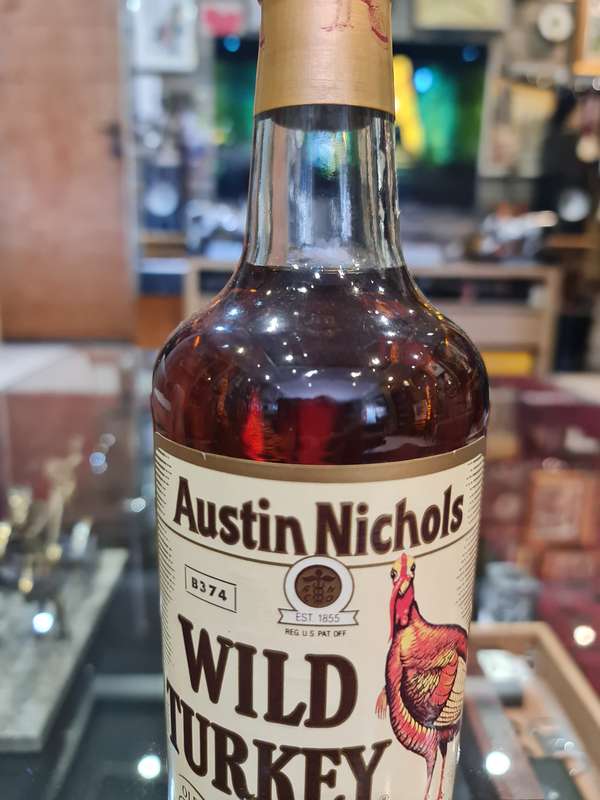 Austin Nichols
B374
EST. 1855
REG. U.S. PAT. OFF
WILD
TURKEY